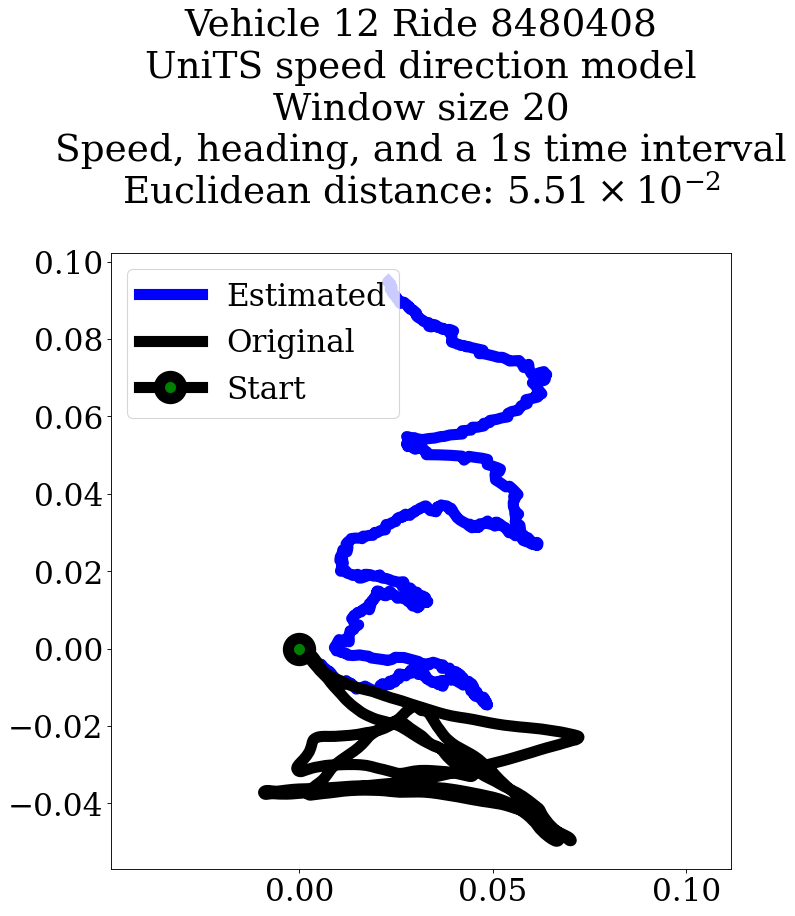 Vehicle 12 Ride 8480408
UniTS speed direction model
Window size 20
Speed, heading, and a 1s time interval
Euclidean distance: 5.51 × 10⁻²
0.10
0.08
0.06
0.04
0.02
0.00
−0.02
−0.04
Estimated
Original
Start
0.00 0.05 0.10